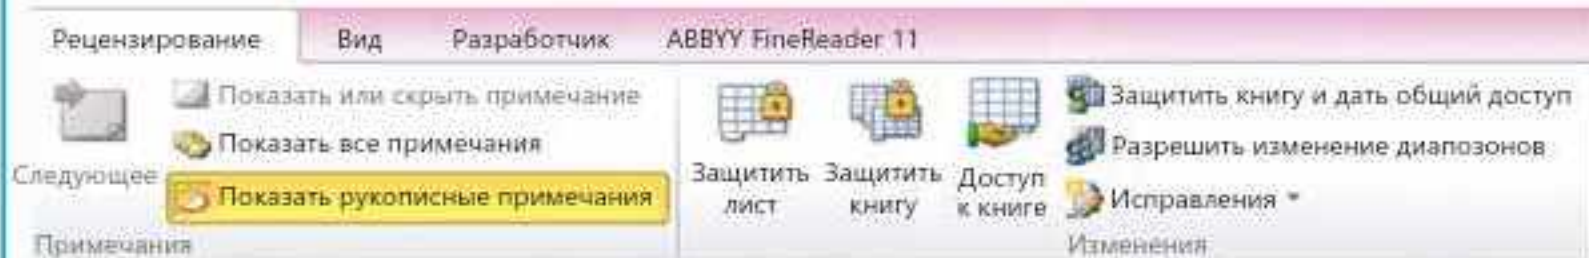 Рецензирование Вид Разработчик ABBYY FineReader 11
Следующее
Показать или скрыть примечание
Показать все примечания
Показать рукописные примечания
Примечания
Защитить
лист
Защитить
книгу
Доступ
к книге
Защитить книгу и дать общий доступ
Разрешить изменение диапозонов
Исправления
Изменения